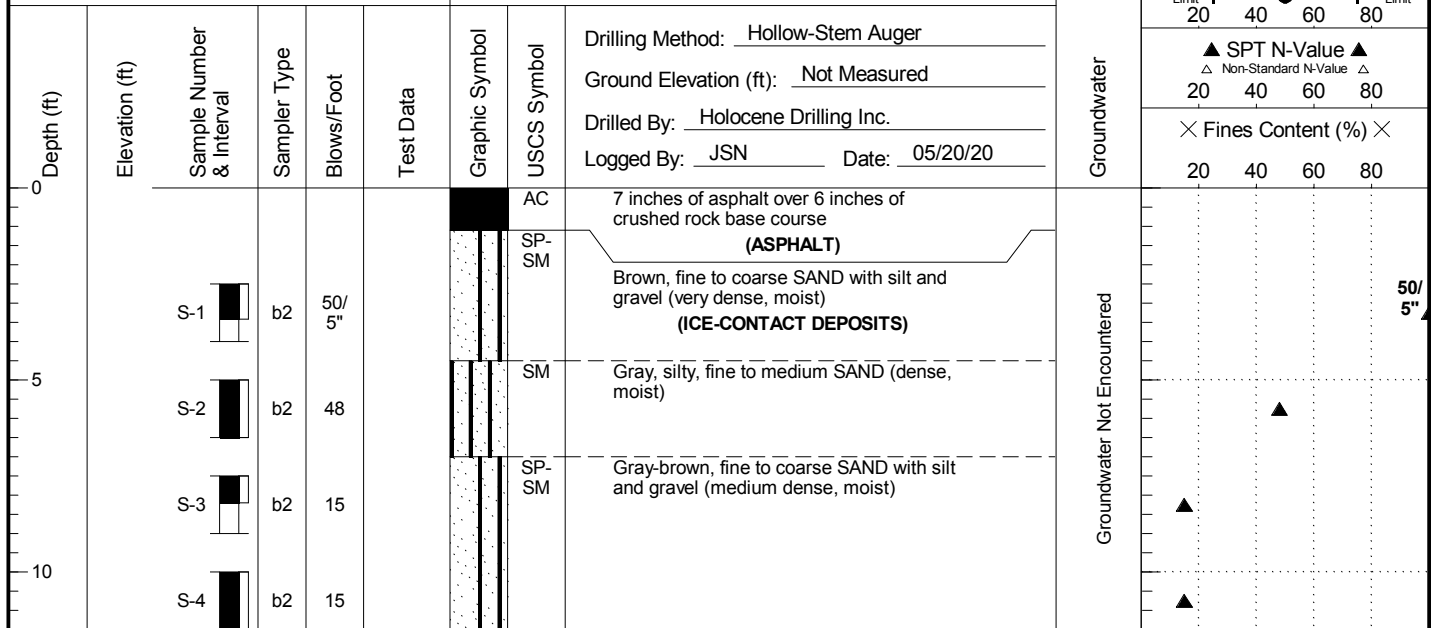 Limit
Limit
20 40 60 80
Drilling Method: Hollow-Stem Auger
Ground Elevation (ft): Not Measured
Drilled By: Holocene Drilling Inc.
Logged By: JSN Date: 05/20/20
Depth (ft)
Elevation (ft)
Sample Number
& Interval
Sampler Type
Blows/Foot
Test Data
Graphic Symbol
USCS Symbol
Groundwater
▲ SPT N-Value ▲
△ Non-Standard N-Value △
20 40 60 80
× Fines Content (%) ×
20 40 60 80
0
AC
7 inches of asphalt over 6 inches of
crushed rock base course
(ASPHALT)
SP-
SM
Brown, fine to coarse SAND with silt and
gravel (very dense, moist)
(ICE-CONTACT DEPOSITS)
S-1 b2 50/
5"
50/
5"
5
SM
Gray, silty, fine to medium SAND (dense,
moist)
S-2 b2 48
SP-
SM
Gray-brown, fine to coarse SAND with silt
and gravel (medium dense, moist)
S-3 b2 15
Groundwater Not Encountered
10
S-4 b2 15